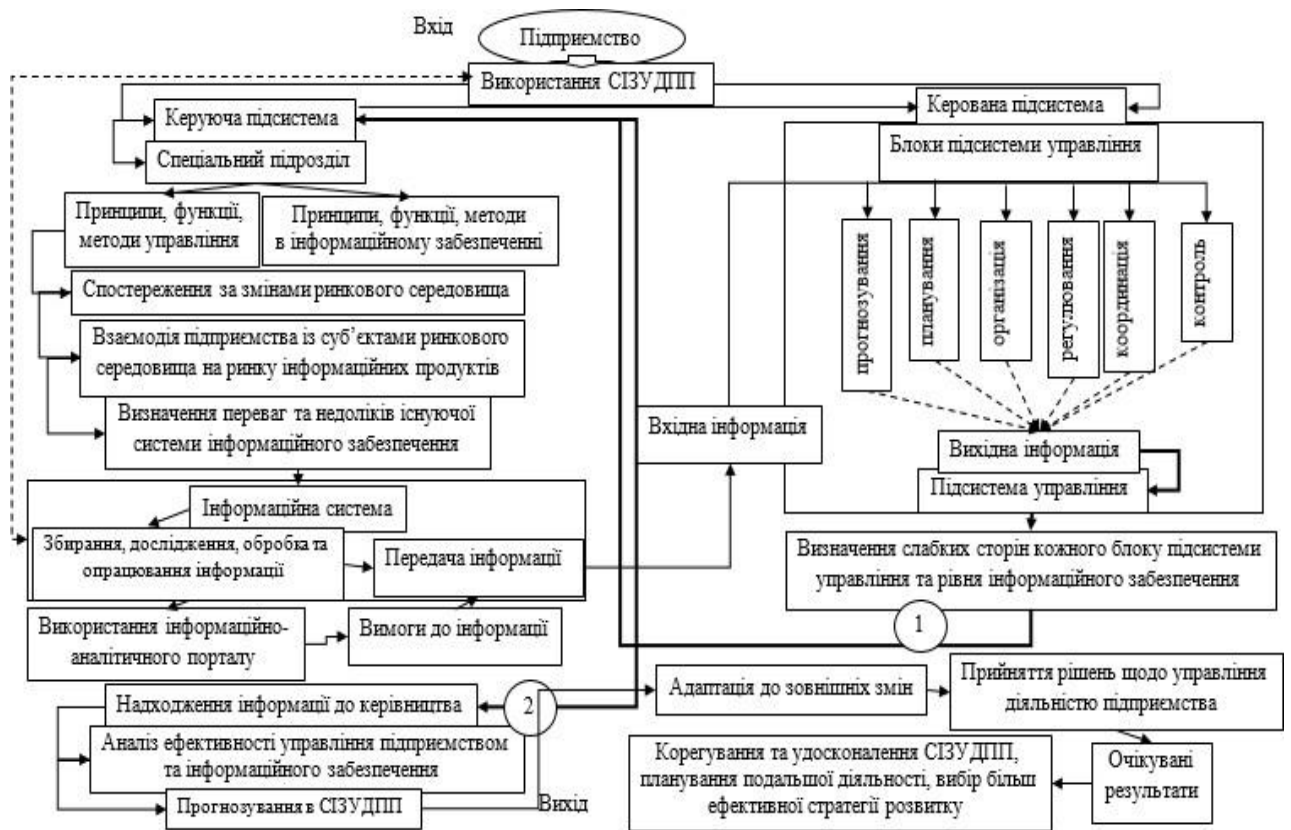 Вхід
Підприємство
Використання СІЗУДПП
Керуюча підсистема
Спеціальний підрозділ
Принципи, функції,
методи управління
Принципи, функції, методи
в інформаційному забезпеченні
Спостереження за змінами ринкового середовища
Взаємодія підприємства із суб’єктами ринкового
середовища на ринку інформаційних продуктів
Визначення переваг та недоліків існуючої
системи інформаційного забезпечення
Інформаційна система
Збирання, дослідження, обробка та
опрацювання інформації
Передача інформації
Використання інформаційно-
аналітичного порталу
Вимоги до інформації
Вхідна інформація
Керована підсистема
Блоки підсистеми управління
прогнозування
планування
організація
регулювання
координація
контроль
Вихідна інформація
Підсистема управління
Визначення слабких сторін кожного блоку підсистеми
управління та рівня інформаційного забезпечення
1
2
Надходження інформації до керівництва
Аналіз ефективності управління підприємством
та інформаційного забезпечення
Прогнозування в СІЗУДПП
Вихід
Адаптація до зовнішніх змін
Прийняття рішень щодо управління
діяльністю підприємства
Очікувані
результати
Корегування та удосконалення СІЗУДПП,
планування подальшої діяльності, вибір більш
ефективної стратегії розвитку